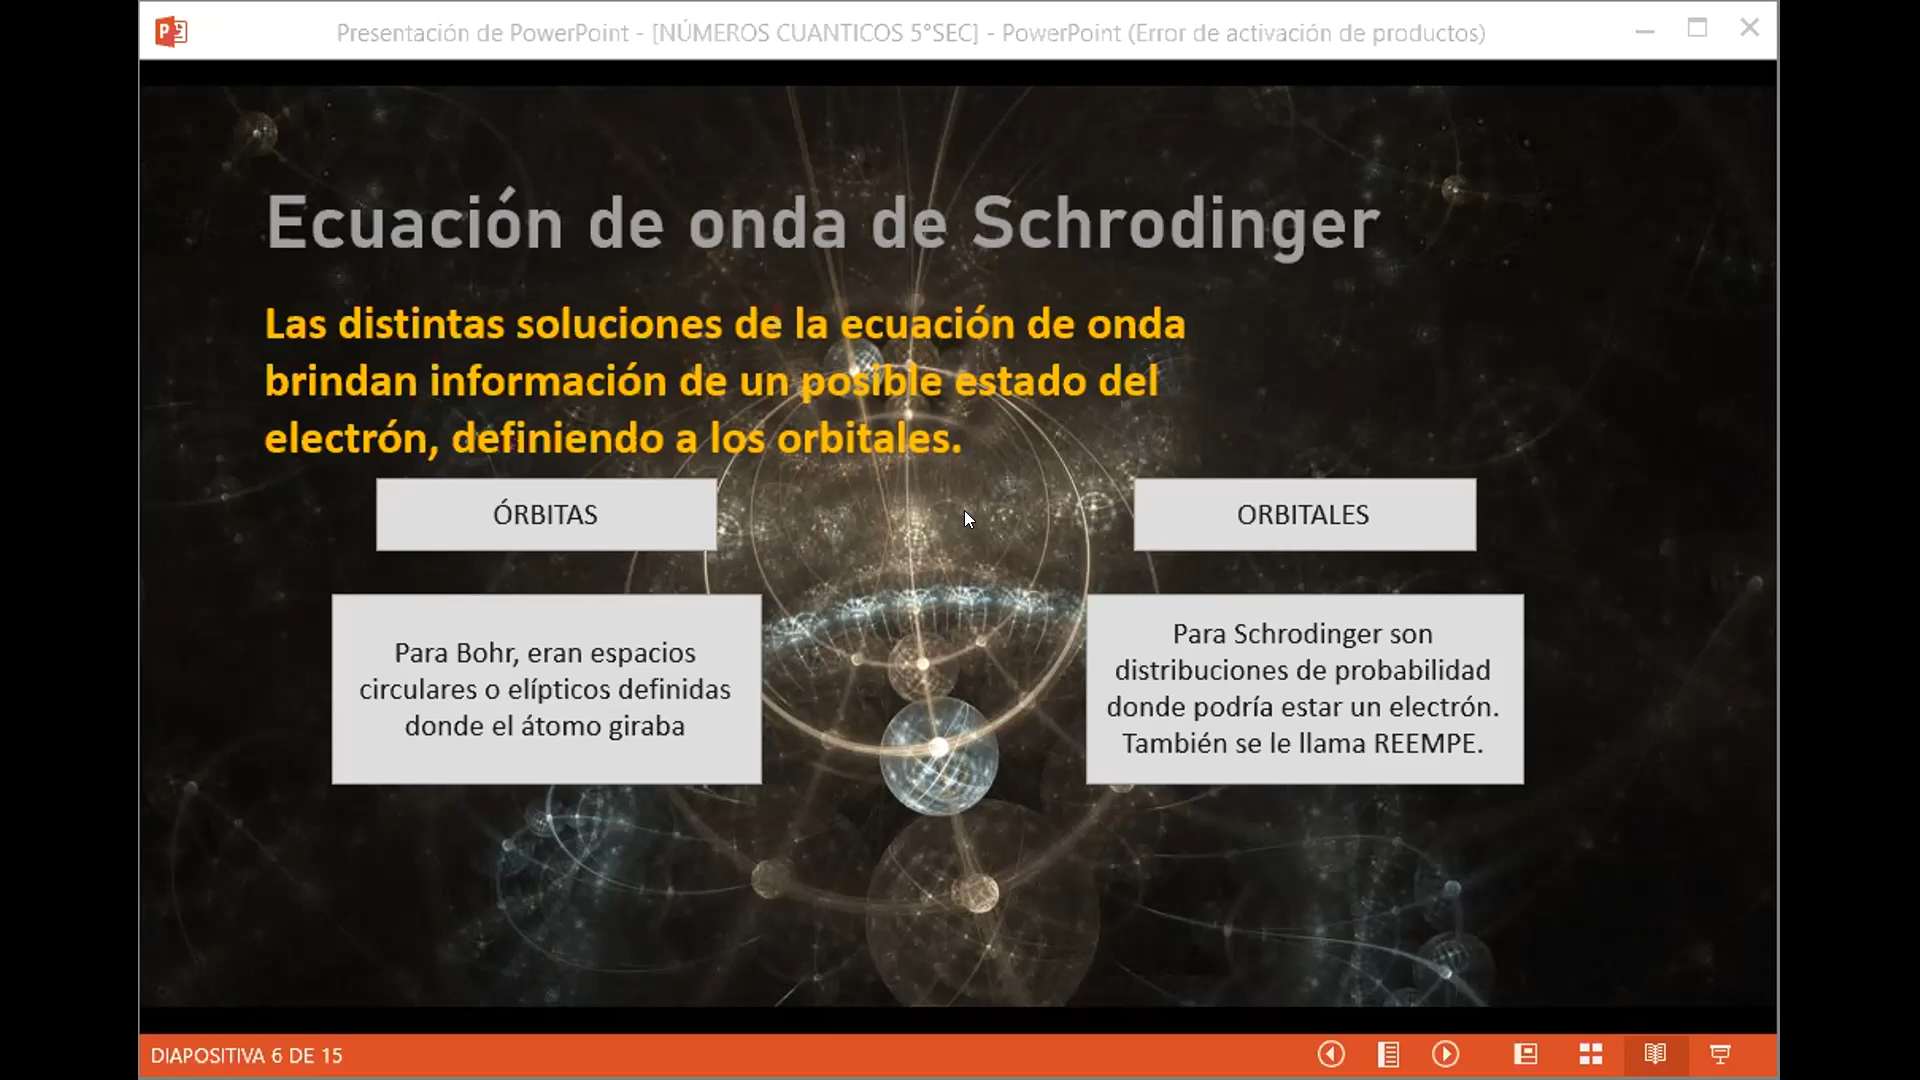 Presentación de PowerPoint - [NÚMEROS CUANTICOS 5°SEC] - PowerPoint (Error de activación de productos)
Ecuación de onda de Schrodinger
Las distintas soluciones de la ecuación de onda
brindan información de un posible estado del
electrón, definiendo a los orbitales.
ÓRBITAS
Para Bohr, eran espacios
circulares o elípticos definidas
donde el átomo giraba
ORBITALES
Para Schrodinger son
distribuciones de probabilidad
donde podría estar un electrón.
También se le llama REEMPE.
DIAPOSITIVA 6 DE 15